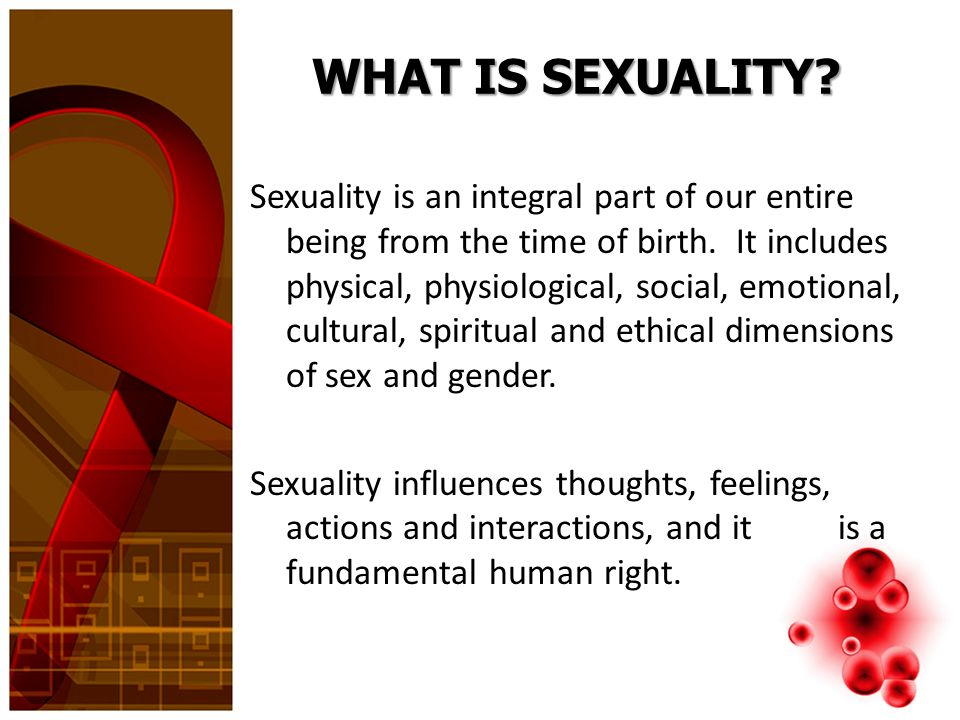 WHAT IS SEXUALITY?
Sexuality is an integral part of our entire
being from the time of birth.  It includes
physical, physiological, social, emotional,
cultural, spiritual and ethical dimensions
of sex and gender.
Sexuality influences thoughts, feelings,
actions and interactions, and it is a
fundamental human right.